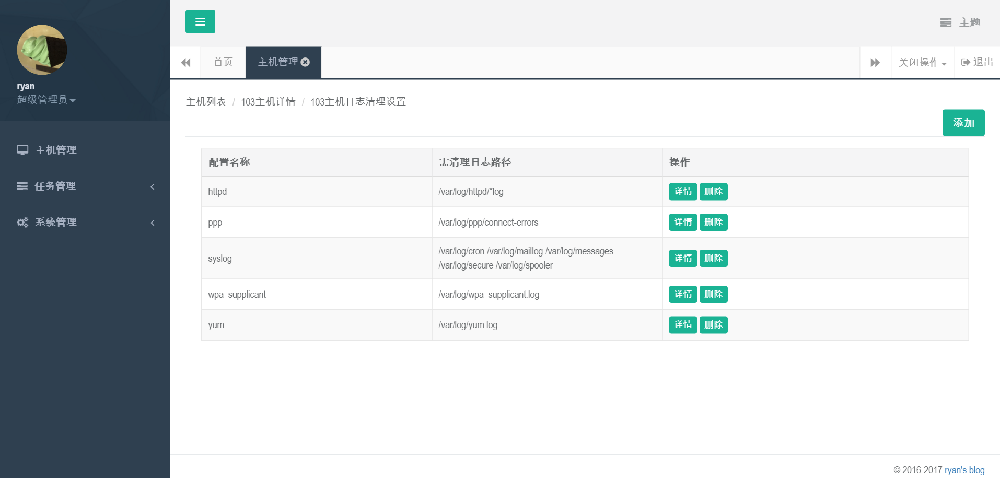 主题
首页
主机管理
关闭操作
退出
ryan
超级管理员
主机管理
任务管理
系统管理
主机列表 / 103主机详情 / 103主机日志清理设置
添加
配置名称 需清理日志路径 操作
httpd /var/log/httpd/*log 详情 删除
ppp /var/log/ppp/connect-errors 详情 删除
syslog /var/log/cron /var/log/maillog /var/log/messages
/var/log/secure /var/log/spooler 详情 删除
wpa_supplicant /var/log/wpa_supplicant.log 详情 删除
yum /var/log/yum.log 详情 删除
© 2016-2017 ryan's blog